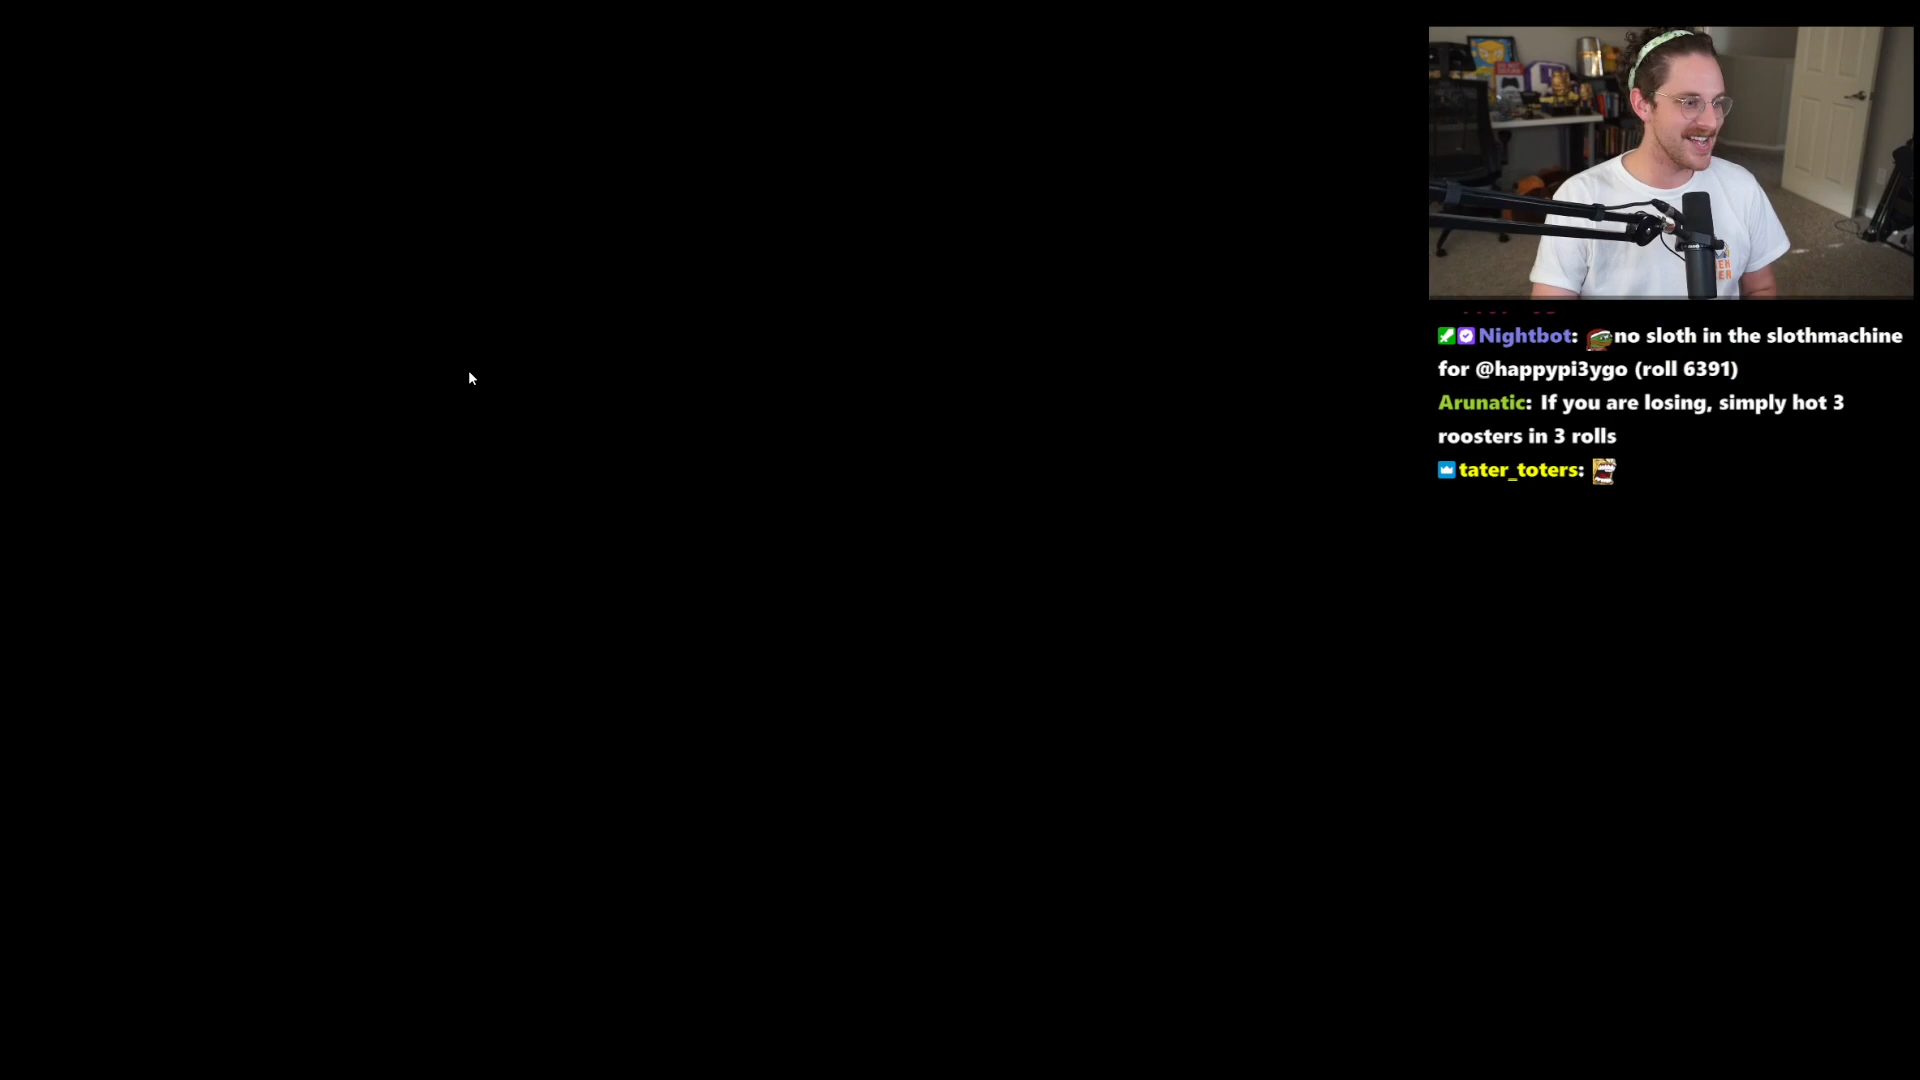 Nightbot: no sloth in the slothmachine
for @happypi3ygo (roll 6391)
Arunatic: If you are losing, simply hot 3
roosters in 3 rolls
tater_toters: